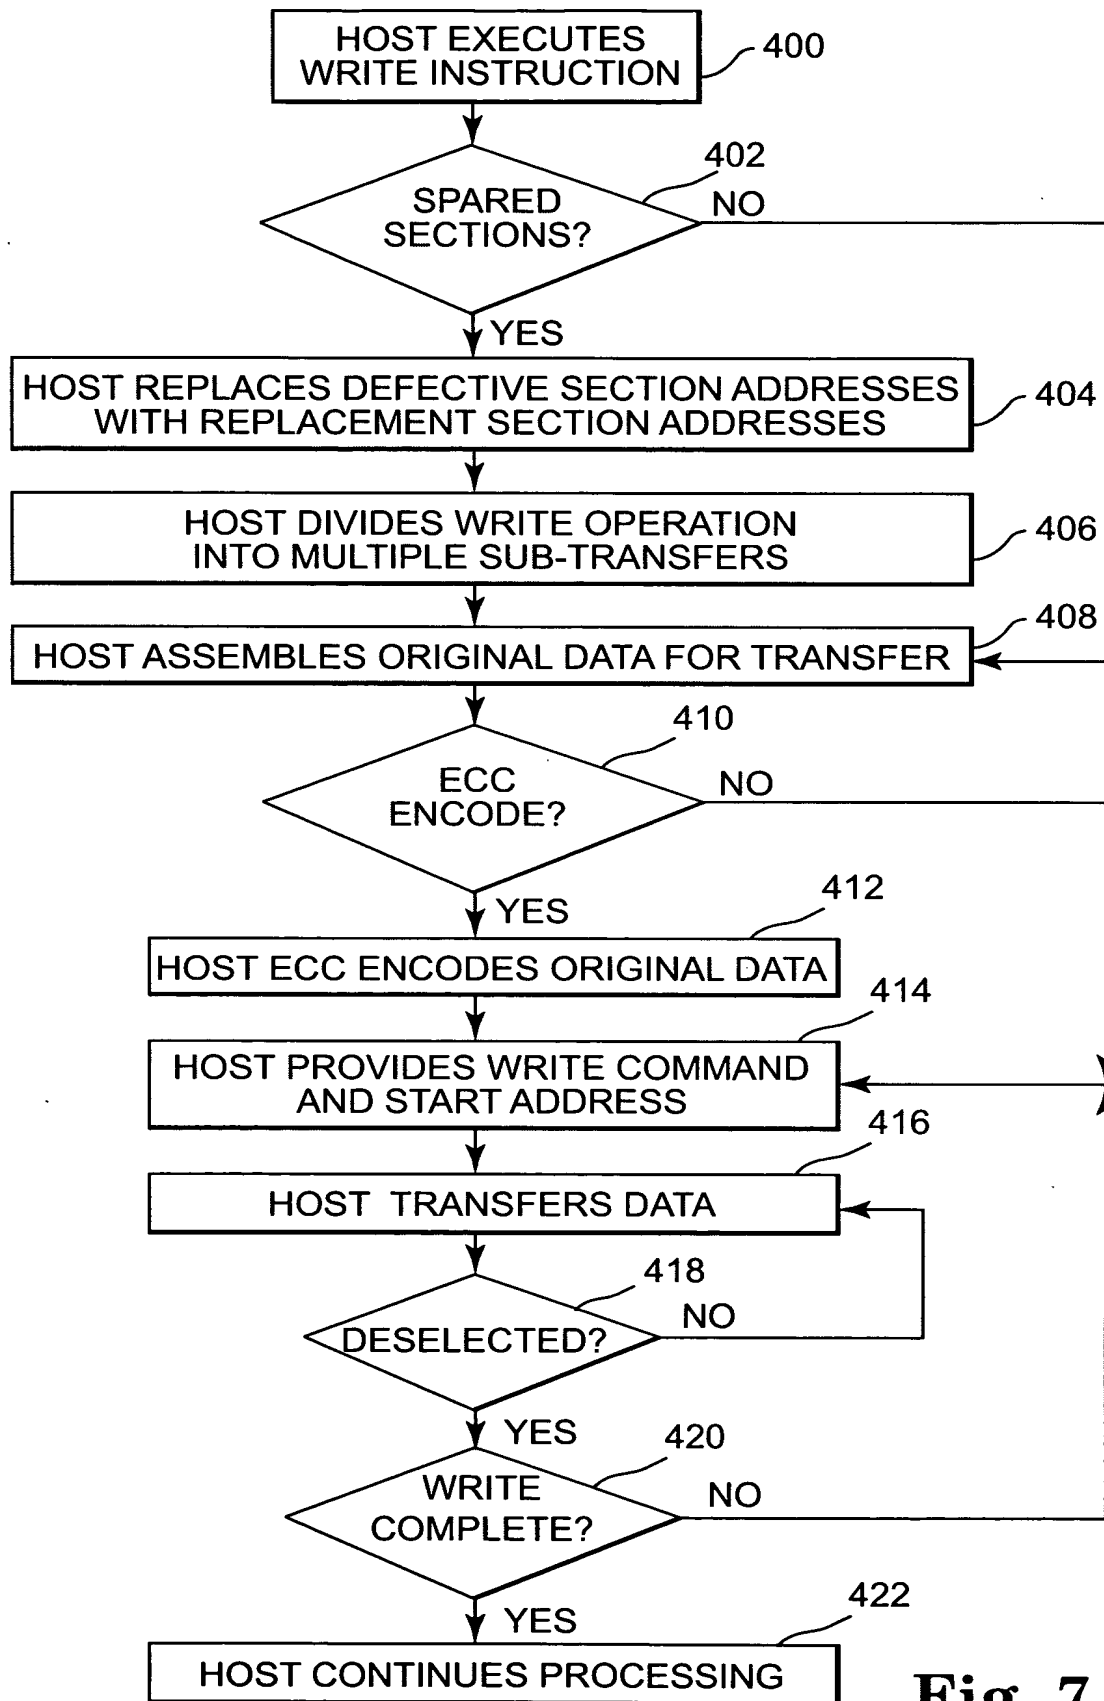 HOST EXECUTES
WRITE INSTRUCTION
400
402
SPARED
SECTIONS?
NO
YES
HOST REPLACES DEFECTIVE SECTION ADDRESSES
WITH REPLACEMENT SECTION ADDRESSES
404
HOST DIVIDES WRITE OPERATION
INTO MULTIPLE SUB-TRANSFERS
406
408
HOST ASSEMBLES ORIGINAL DATA FOR TRANSFER
410
ECC
ENCODE?
NO
YES
412
HOST ECC ENCODES ORIGINAL DATA
414
HOST PROVIDES WRITE COMMAND
AND START ADDRESS
416
HOST TRANSFERS DATA
418
DESELECTED?
NO
YES
420
WRITE
COMPLETE?
NO
YES
422
HOST CONTINUES PROCESSING
Fig. 7